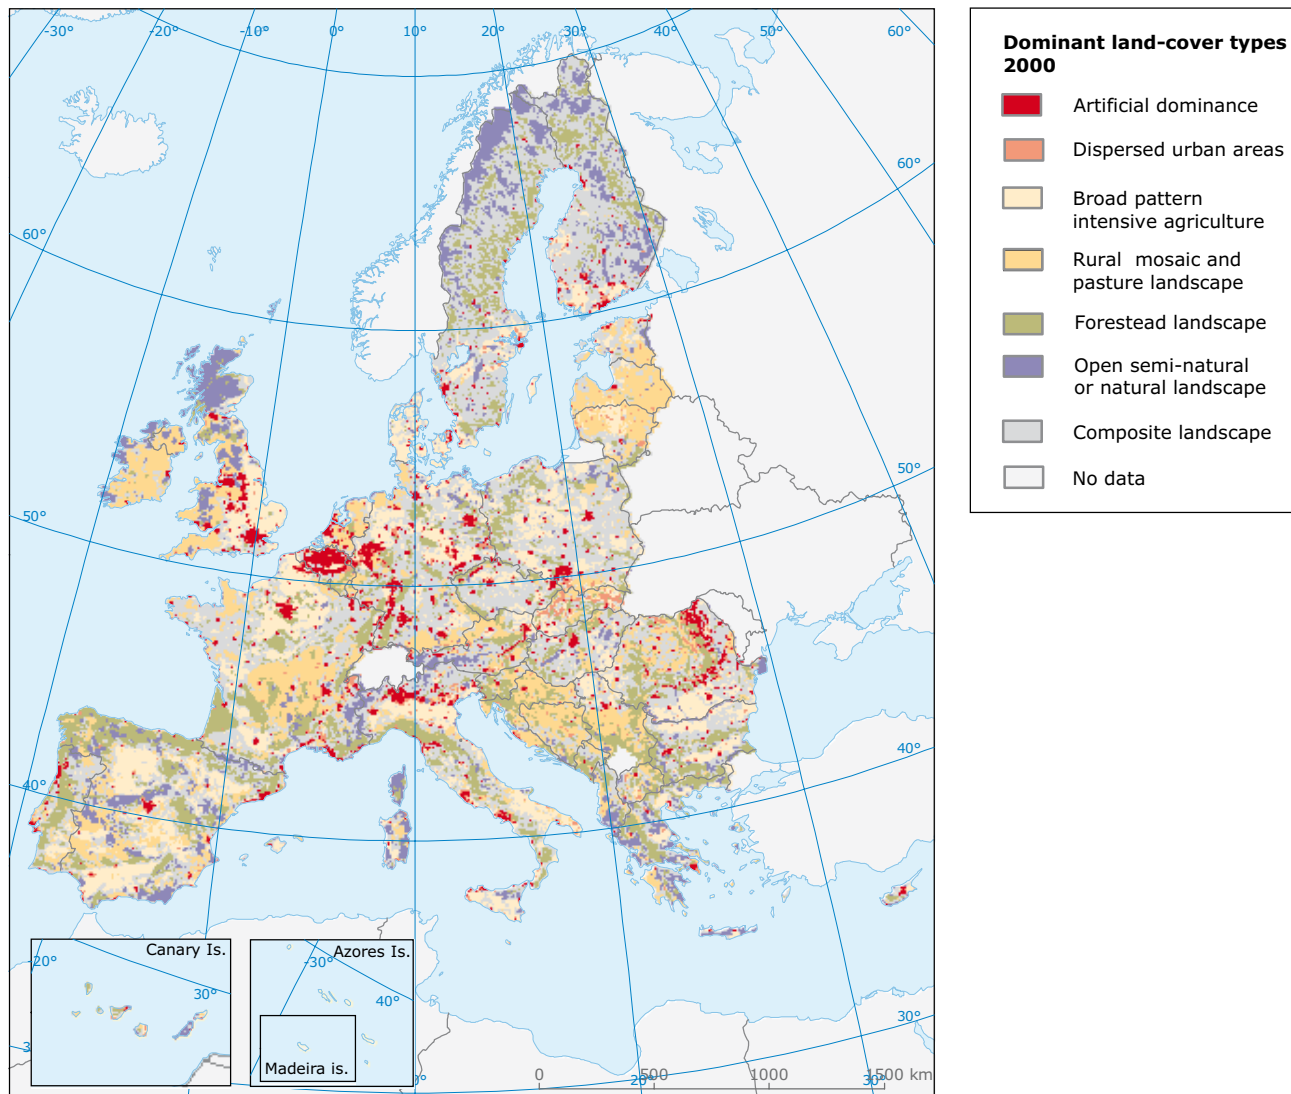 -30°
-20°
-10°
0°
10°
20°
30°
40°
50°
60°
60°
60°
50°
50°
40°
40°
30°
Canary Is.
20°
30°
Azores Is.
-30°
40°
Madeira is.
20°
30°
0
500
1000
1500 km
Dominant land-cover types
2000
Artificial dominance
Dispersed urban areas
Broad pattern
intensive agriculture
Rural mosaic and
pasture landscape
Forestead landscape
Open semi-natural
or natural landscape
Composite landscape
No data